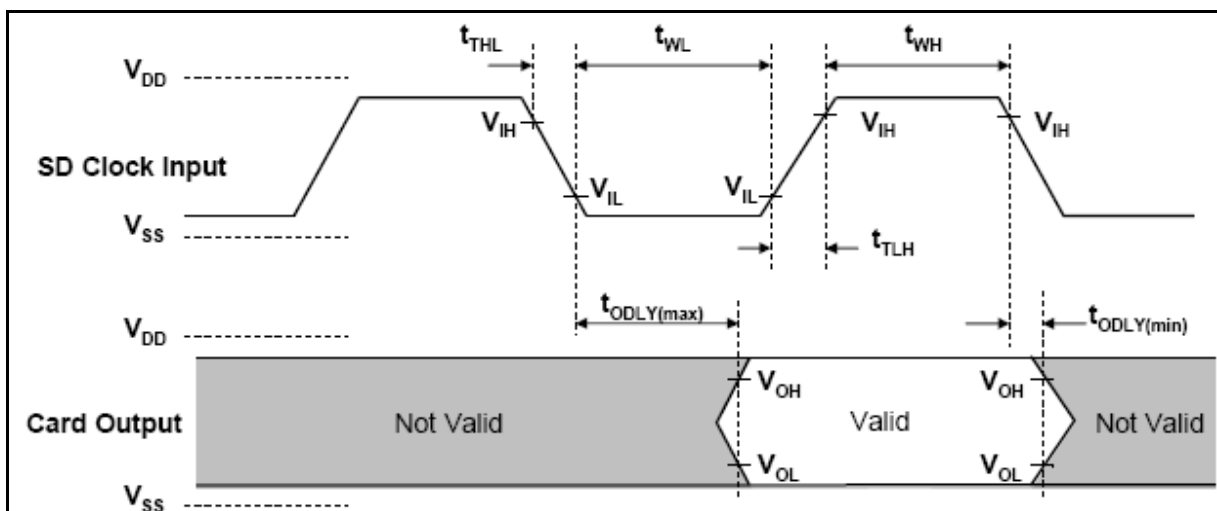 t_THL t_WL t_WH
V_DD
V_IH V_IH V_IH
SD Clock Input
V_IL V_IL
V_SS
t_TLH
t_ODLY(max) t_ODLY(min)
V_DD
V_OH V_OH
Card Output Not Valid Valid Not Valid
V_OL V_OL
V_SS